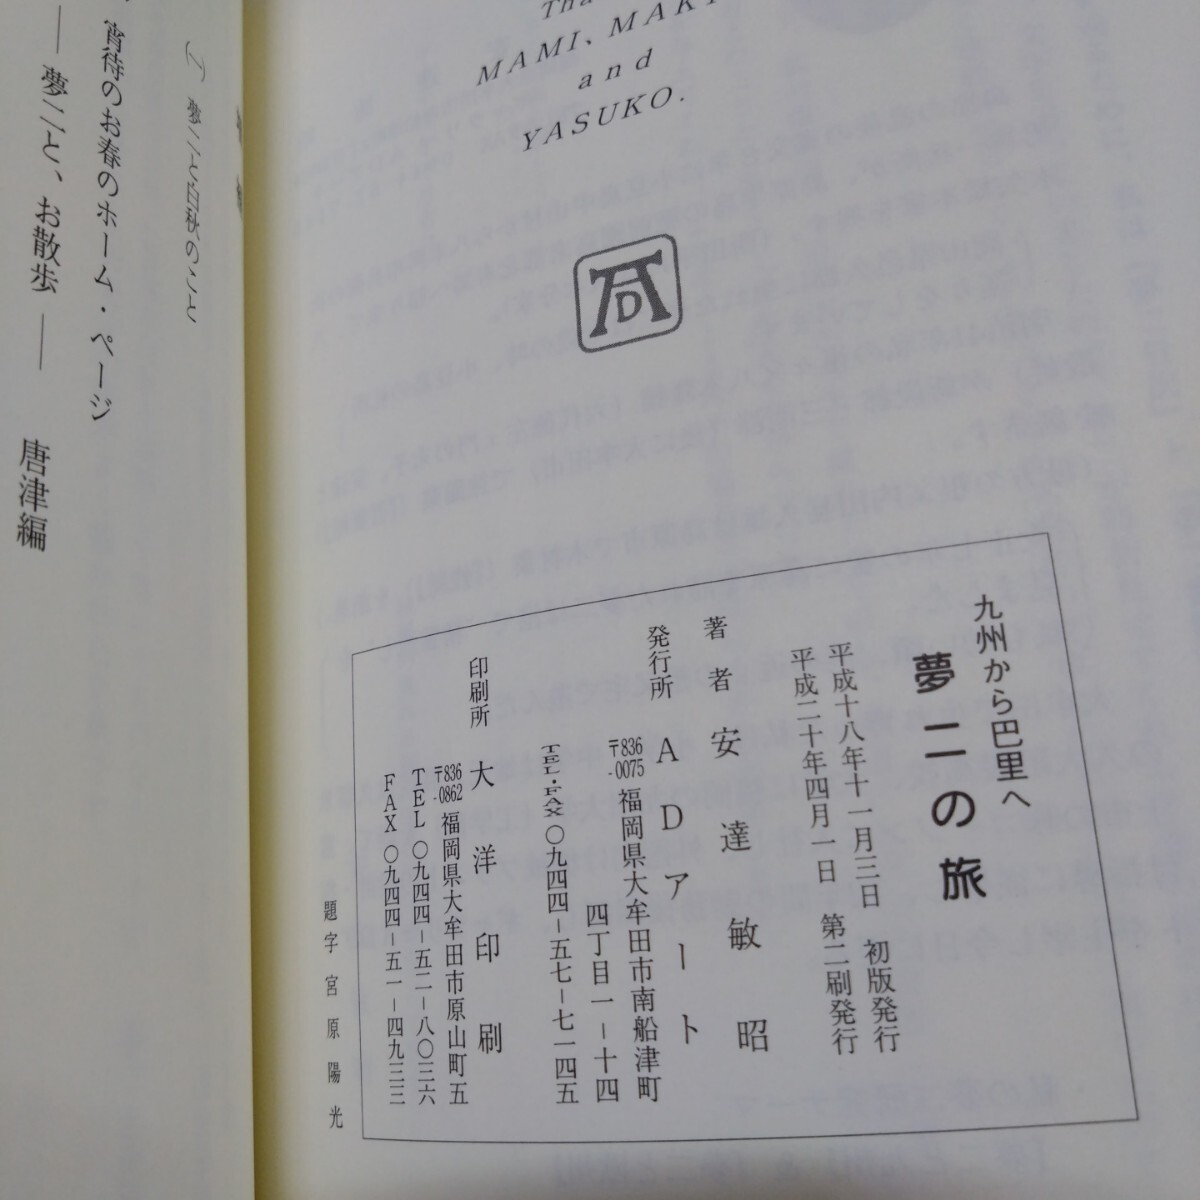 MAMI、MAK
and
YASUKO.
AD
九州から巴里へ
夢二の旅
平成十八年十一月三日　初版発行
平成二十年四月一日　第二刷発行
著者　安達敏昭
発行所　ADアート
〒836-0075 福岡県大牟田市南船津町
四丁目一-十四
TEL・FAX 〇九四四-五七-七一四五
印刷所　大洋印刷
〒836-0862 福岡県大牟田市原山町五
TEL 〇九四四-五二-八〇三六
FAX 〇九四四-五一-四九三三
題字　宮原陽光
夢二と白秋のこと
宵待のお春のホーム・ページ
── 夢二と、お散歩 ──　唐津編